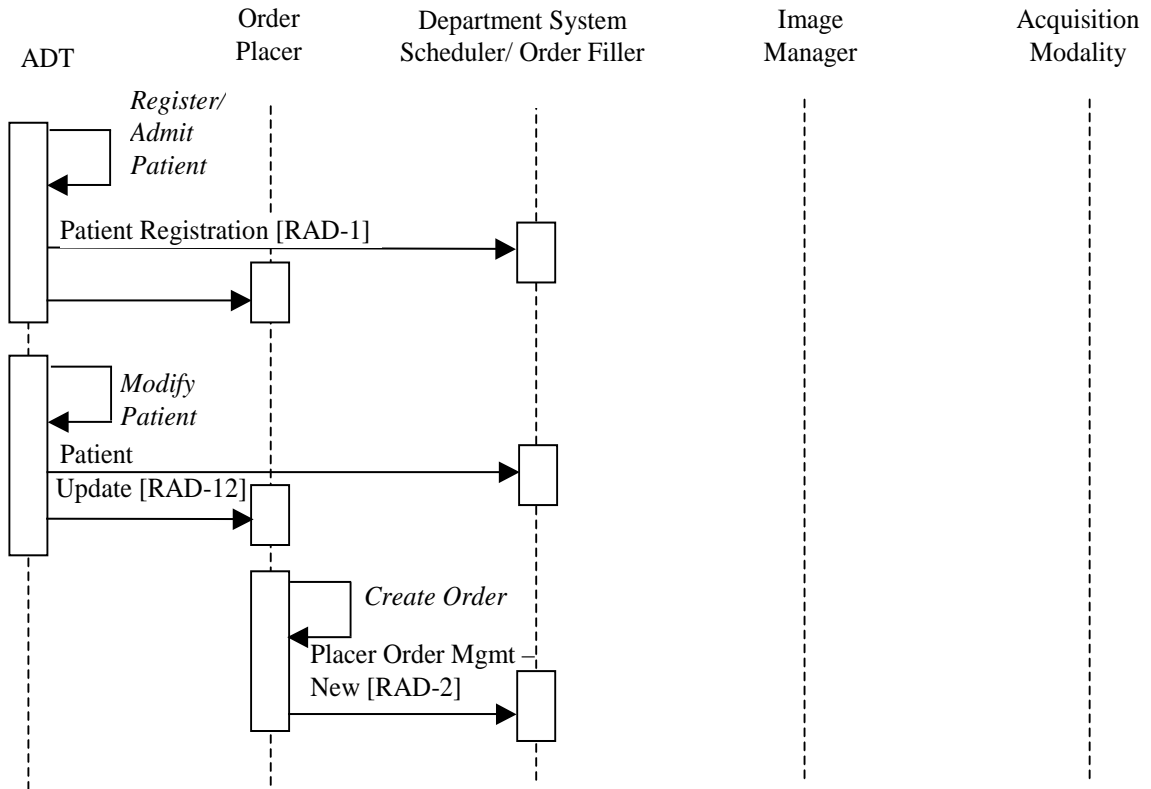 ADT
Order
Placer
Department System
Scheduler/ Order Filler
Image
Manager
Acquisition
Modality
Register/
Admit
Patient
Patient Registration [RAD-1]
Modify
Patient
Patient
Update [RAD-12]
Create Order
Placer Order Mgmt –
New [RAD-2]